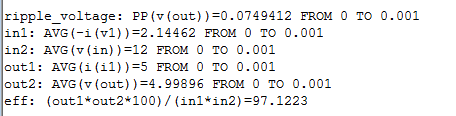 ripple_voltage: PP(v(out))=0.0749412 FROM 0 TO 0.001
in1: AVG(-i(v1))=2.14462 FROM 0 TO 0.001
in2: AVG(v(in))=12 FROM 0 TO 0.001
out1: AVG(i(i1))=5 FROM 0 TO 0.001
out2: AVG(v(out))=4.99896 FROM 0 TO 0.001
eff: (out1*out2*100)/(in1*in2)=97.1223